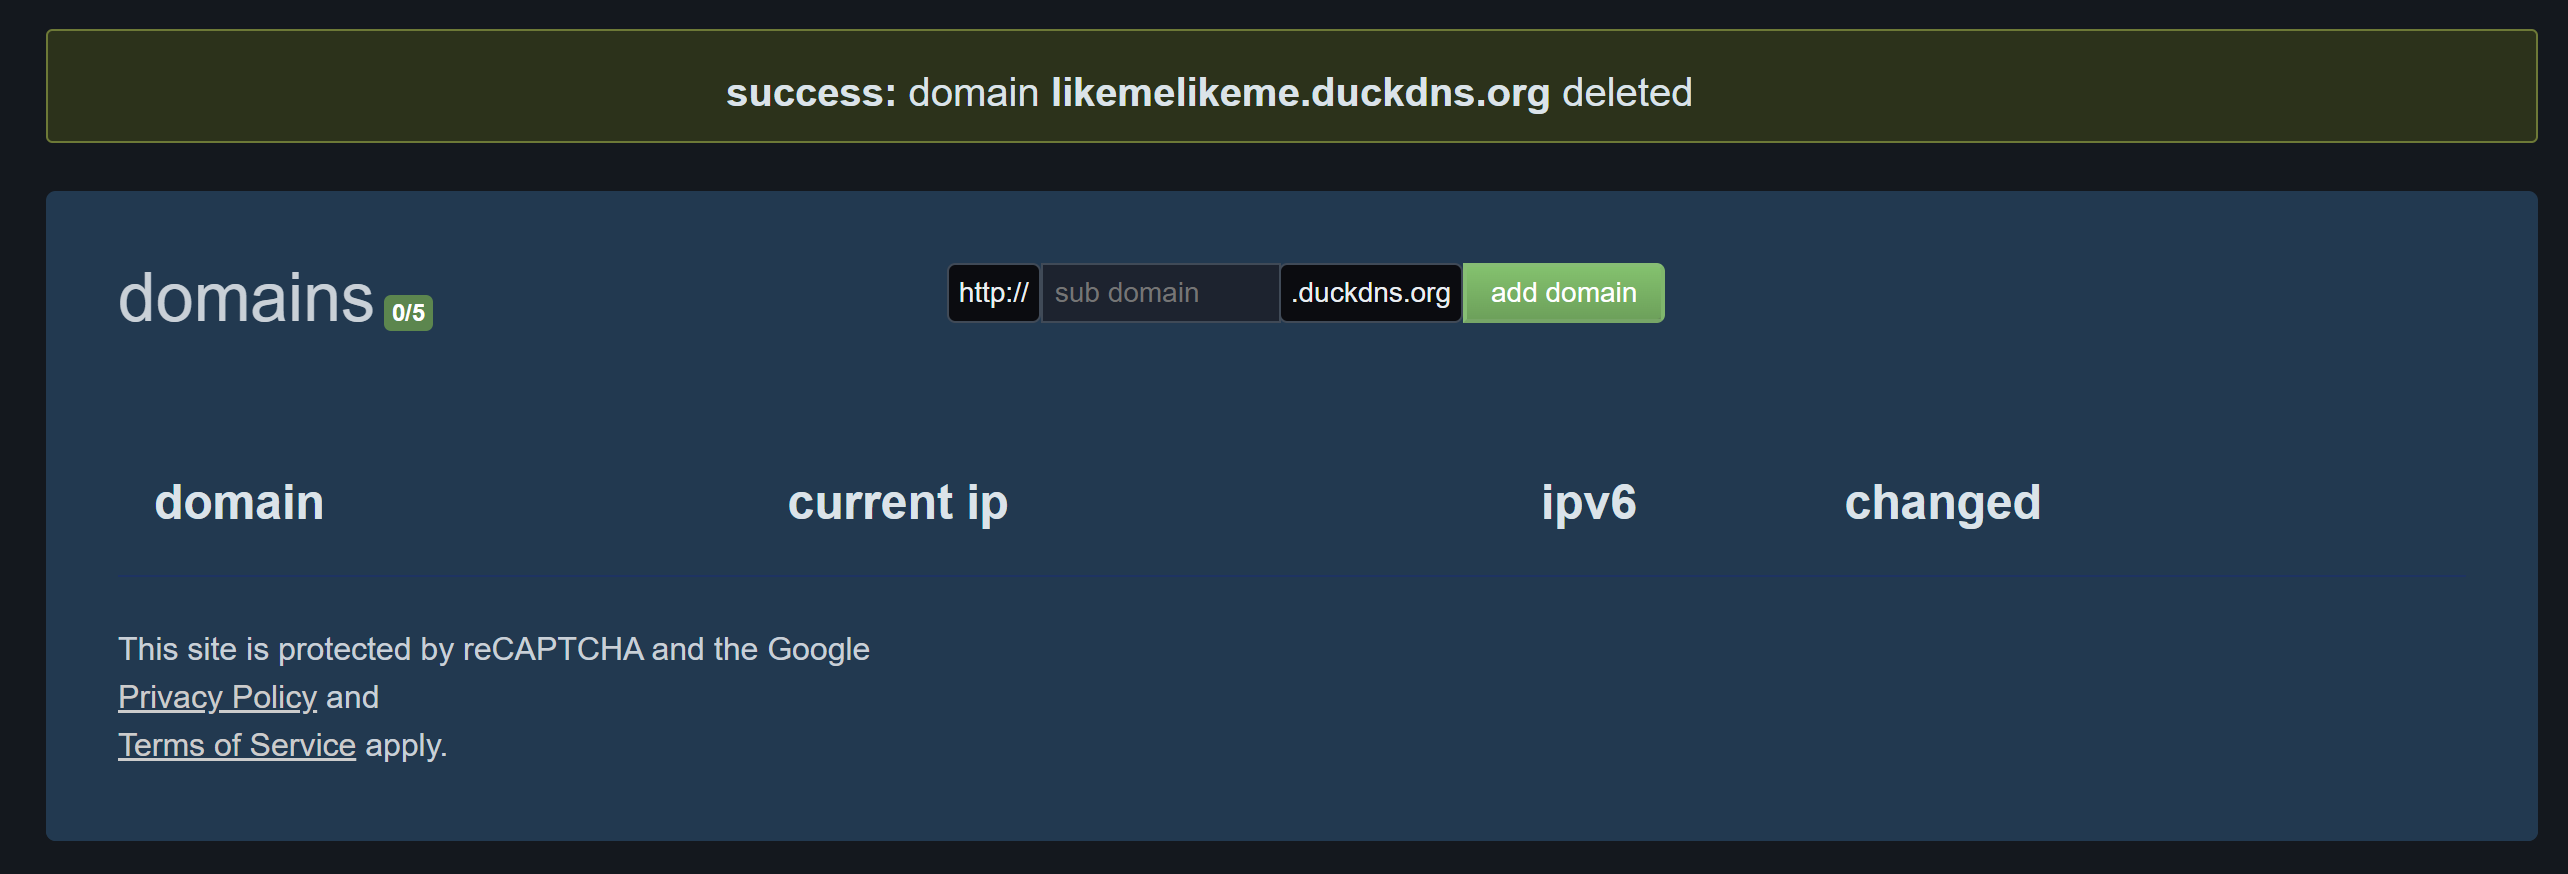 success: domain likemelikeme.duckdns.org deleted
domains 0/5
http:// sub domain .duckdns.org add domain
domain current ip ipv6 changed
This site is protected by reCAPTCHA and the Google
Privacy Policy and
Terms of Service apply.